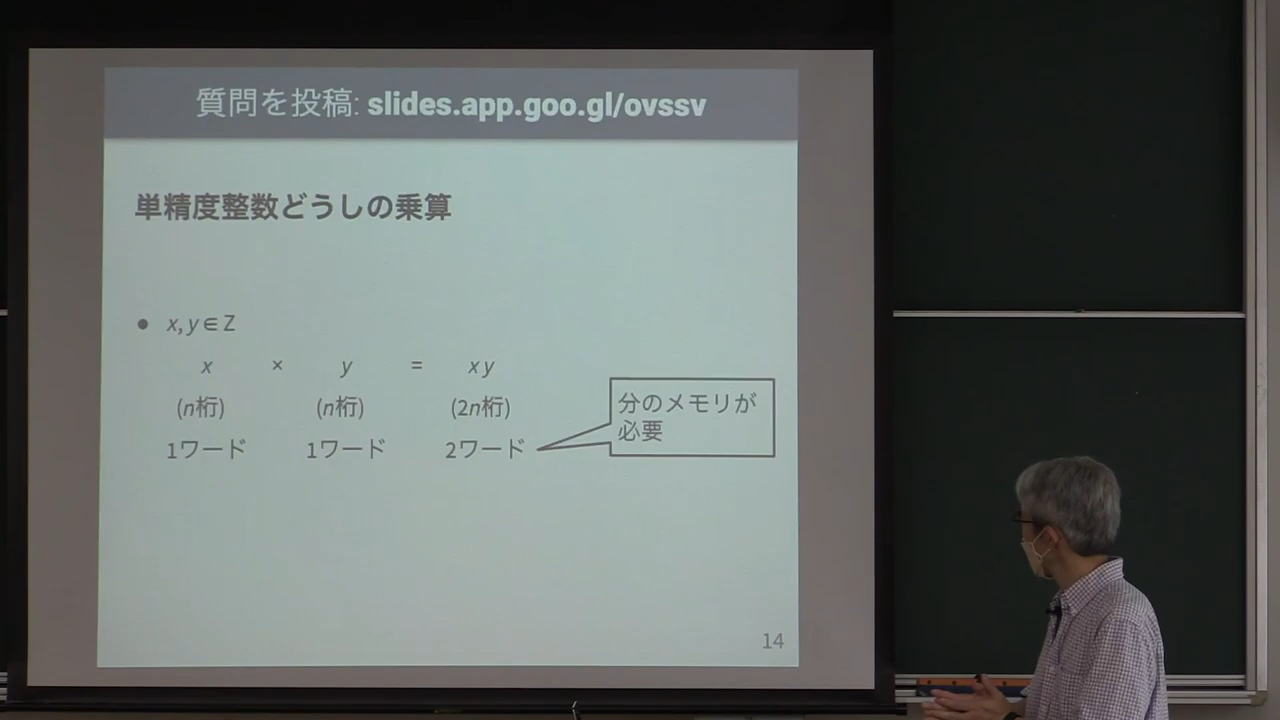 質問を投稿: slides.app.goo.gl/ovssv
単精度整数どうしの乗算
● x, y ∈ Z
x × y = x y
(n桁) (n桁) (2n桁)
1ワード 1ワード 2ワード
分のメモリが
必要
14